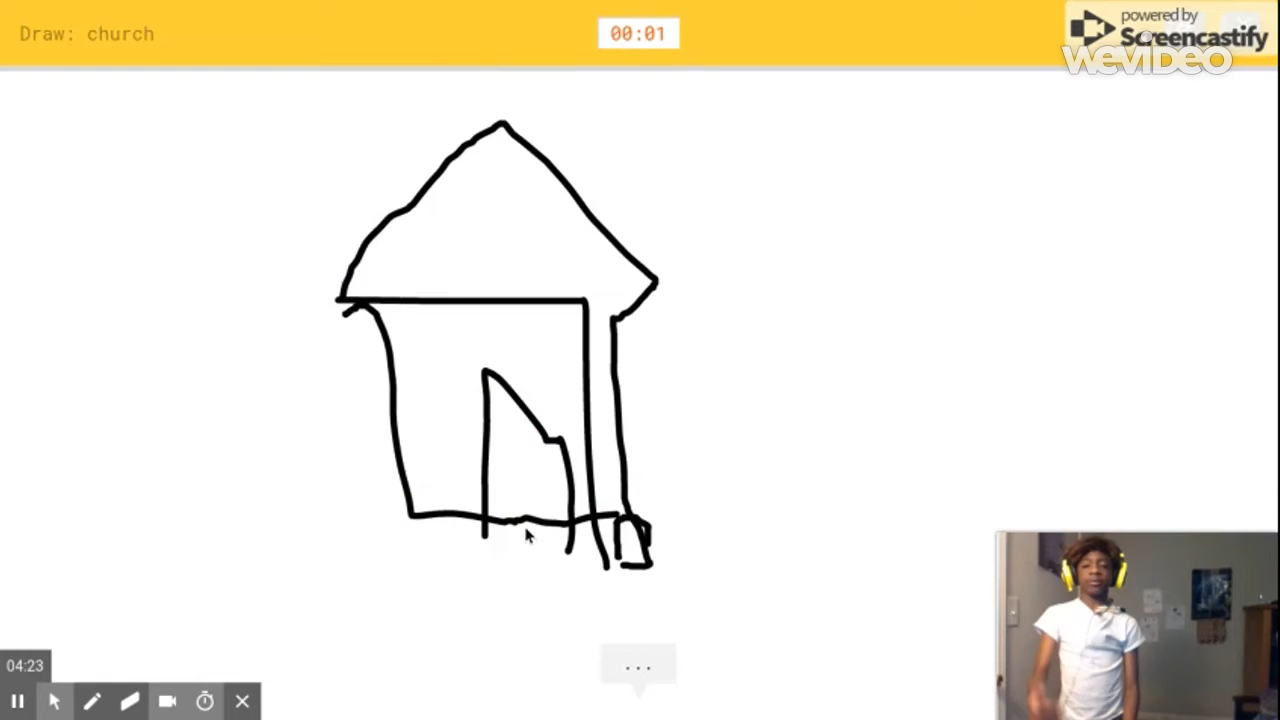 Draw: church
00:01
powered by
Screencastify
wevideo
...
04:23